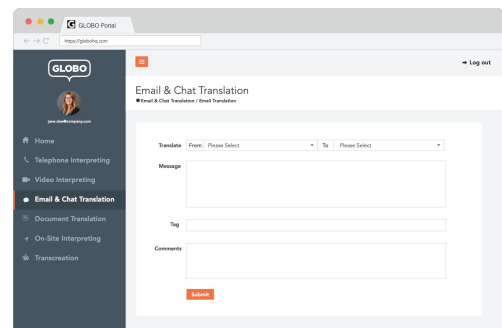 GLOBO Portal
https://globohq.com
GLOBO
jane.doe@company.com
Home
Telephone Interpreting
Video Interpreting
Email & Chat Translation
Document Translation
On-Site Interpreting
Transcreation
Log out
Email & Chat Translation
Email & Chat Translation / Email Translation
Translate From Please Select To Please Select
Message
Tag
Comments
Submit